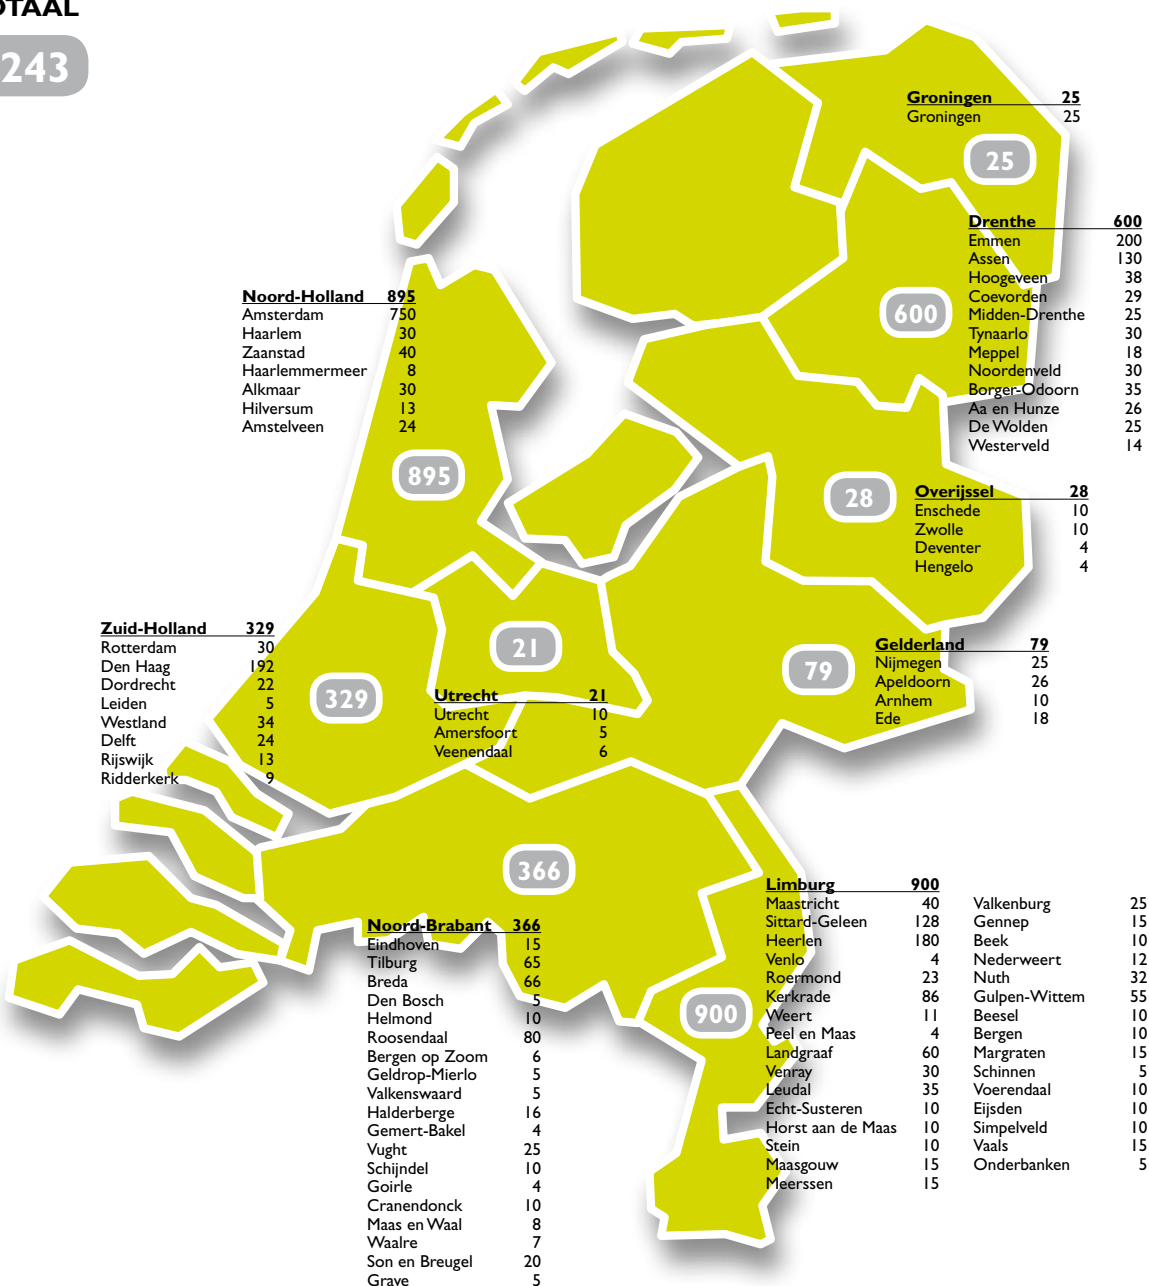 OTAAL
243
Groningen 25
Groningen 25
25
Drenthe 600
Emmen 200
Assen 130
Hoogeveen 38
Coevorden 29
Midden-Drenthe 25
Tynaarlo 30
Meppel 18
Noordenveld 30
Borger-Odoorn 35
Aa en Hunze 26
De Wolden 25
Westerveld 14
600
Noord-Holland 895
Amsterdam 750
Haarlem 30
Zaanstad 40
Haarlemmermeer 8
Alkmaar 30
Hilversum 13
Amstelveen 24
895
28
Overijssel 28
Enschede 10
Zwolle 10
Deventer 4
Hengelo 4
Zuid-Holland 329
Rotterdam 30
Den Haag 192
Dordrecht 22
Leiden 5
Westland 34
Delft 24
Rijswijk 13
Ridderkerk 9
329
21
Utrecht 21
Utrecht 10
Amersfoort 5
Veenendaal 6
79
Gelderland 79
Nijmegen 25
Apeldoorn 26
Arnhem 10
Ede 18
366
Noord-Brabant 366
Eindhoven 15
Tilburg 65
Breda 66
Den Bosch 5
Helmond 10
Roosendaal 80
Bergen op Zoom 6
Geldrop-Mierlo 5
Valkenswaard 5
Halderberge 16
Gemert-Bakel 4
Vught 25
Schijndel 10
Goirle 4
Cranendonck 10
Maas en Waal 8
Waalre 7
Son en Breugel 20
Grave 5
900
Limburg 900
Maastricht 40
Sittard-Geleen 128
Heerlen 180
Venlo 4
Roermond 23
Kerkrade 86
Weert 11
Peel en Maas 4
Landgraaf 60
Venray 30
Leudal 35
Echt-Susteren 10
Horst aan de Maas 10
Stein 10
Maasgouw 15
Meerssen 15
Valkenburg 25
Gennep 15
Beek 10
Nederweert 12
Nuth 32
Gulpen-Wittem 55
Beesel 10
Bergen 10
Margraten 15
Schinnen 5
Voerendaal 10
Eijsden 10
Simpelveld 10
Vaals 15
Onderbanken 5